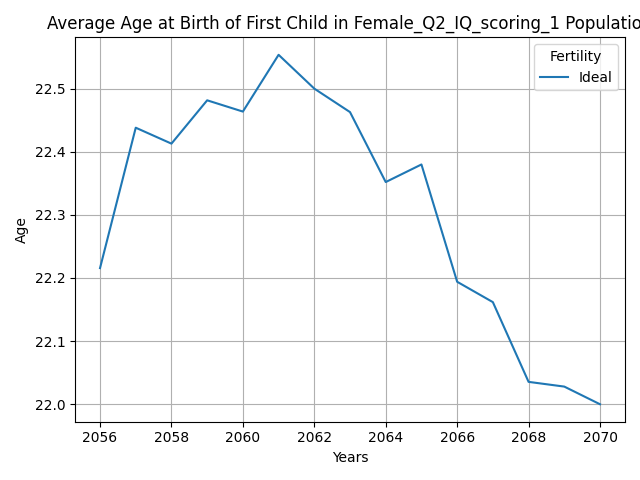 Average Age at Birth of First Child in Female_Q2_IQ_scoring_1 Populatio
Fertility
Ideal
Age
22.5
22.4
22.3
22.2
22.1
22.0
2056 2058 2060 2062 2064 2066 2068 2070
Years